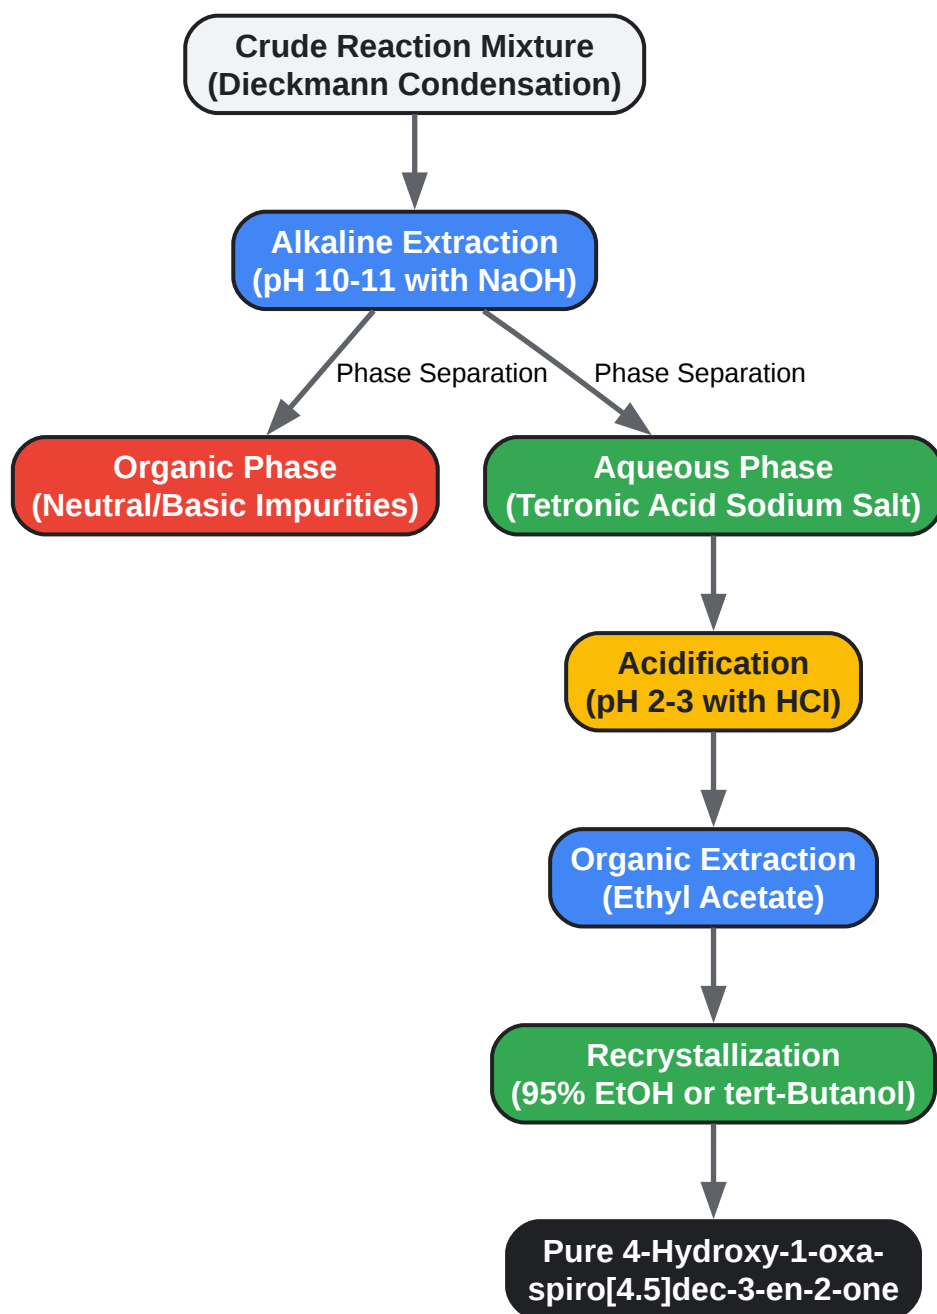 Crude Reaction Mixture
(Dieckmann Condensation)
Alkaline Extraction
(pH 10-11 with NaOH)
Phase Separation
Phase Separation
Organic Phase
(Neutral/Basic Impurities)
Aqueous Phase
(Tetronic Acid Sodium Salt)
Acidification
(pH 2-3 with HCl)
Organic Extraction
(Ethyl Acetate)
Recrystallization
(95% EtOH or tert-Butanol)
Pure 4-Hydroxy-1-oxa-
spiro[4.5]dec-3-en-2-one